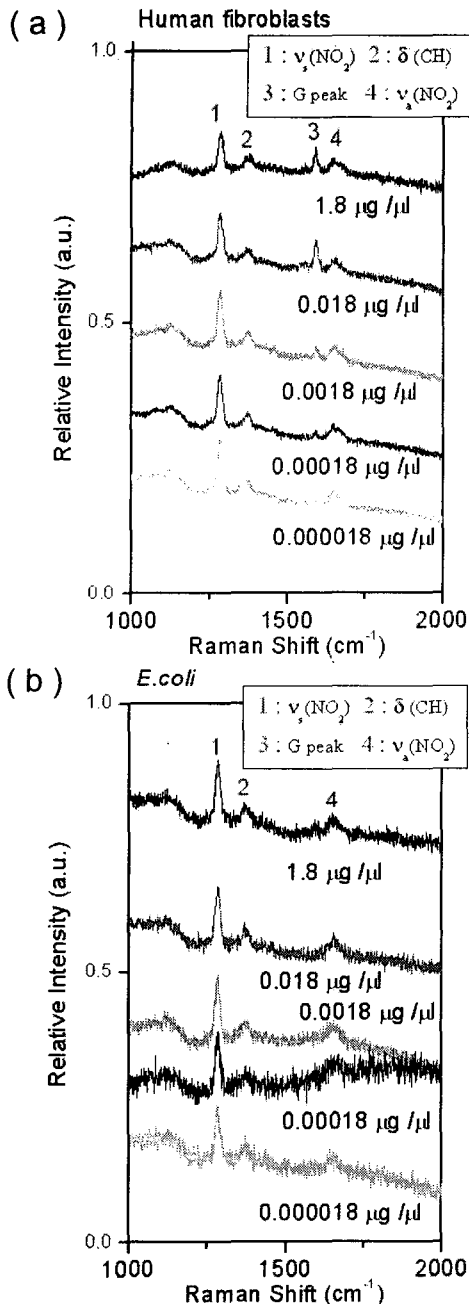 ( a ) Human fibroblasts
1 : νs(NO2) 2 : δ (CH)
3 : G peak 4 : νa(NO2)
1.0
0.5
0.0
Relative Intensity (a.u.)
1
2
3
4
1.8 μg /μl
0.018 μg /μl
0.0018 μg /μl
0.00018 μg /μl
0.000018 μg /μl
1000 1500 2000
Raman Shift (cm-1)
( b ) E.coli
1 : νs(NO2) 2 : δ (CH)
3 : G peak 4 : νa(NO2)
1.0
0.5
0.0
Relative Intensity (a.u.)
1
2
4
1.8 μg /μl
0.018 μg /μl
0.0018 μg /μl
0.00018 μg /μl
0.000018 μg /μl
1000 1500 2000
Raman Shift (cm-1)